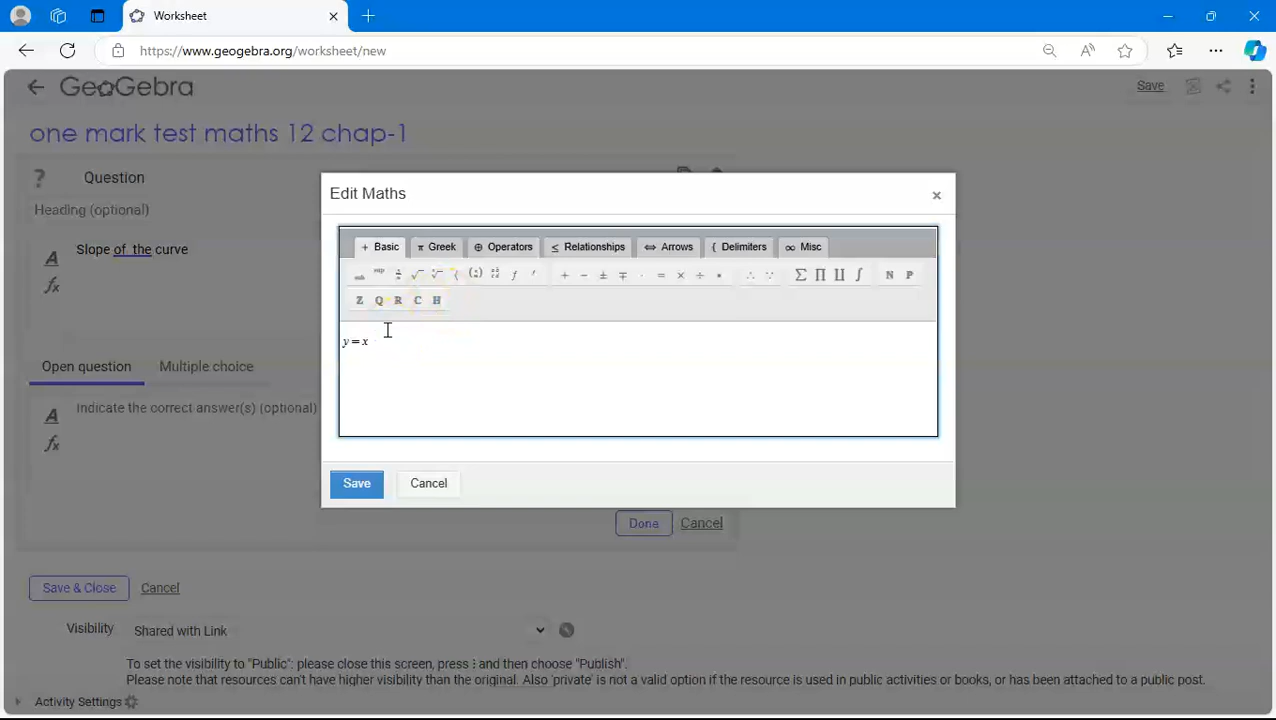 Worksheet
https://www.geogebra.org/worksheet/new
GeoGebra
Save
one mark test maths 12 chap-1
? Question
Heading (optional)
Slope of the curve
Edit Maths
×
+ Basic π Greek ⊕ Operators ≤ Relationships ⇔ Arrows { Delimiters ∞ Misc
sub sup √ { f ′ + − ± ∓ · = × ÷ ∴ ∵ ∑ ∏ ∐ ∫ N P
Z Q R C H
y = x
Open question Multiple choice
Indicate the correct answer(s) (optional)
Save Cancel
Done Cancel
Save & Close Cancel
Visibility Shared with Link
To set the visibility to "Public": please close this screen, press ⁝ and then choose "Publish".
Please note that resources can't have higher visibility than the original. Also 'private' is not a valid option if the resource is used in public activities or books, or has been attached to a public post.
Activity Settings